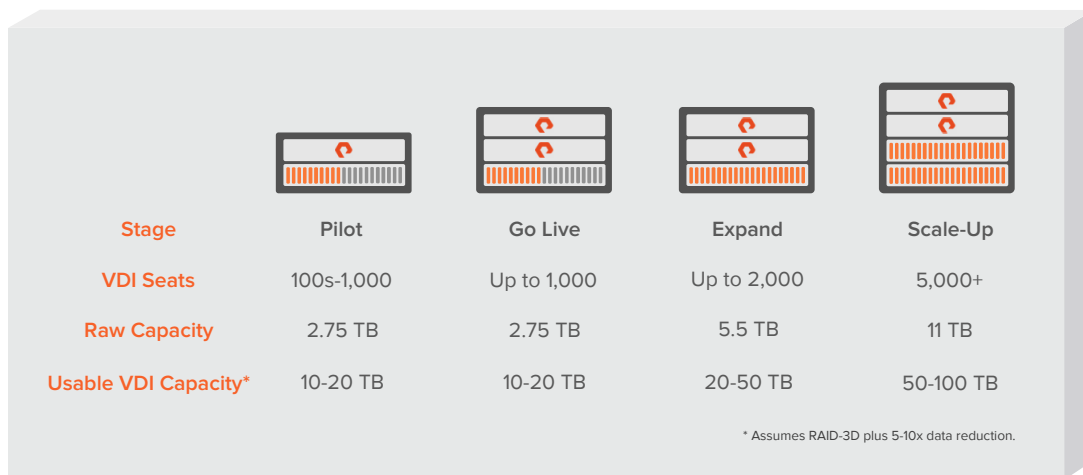 Stage Pilot Go Live Expand Scale-Up
VDI Seats 100s-1,000 Up to 1,000 Up to 2,000 5,000+
Raw Capacity 2.75 TB 2.75 TB 5.5 TB 11 TB
Usable VDI Capacity* 10-20 TB 10-20 TB 20-50 TB 50-100 TB
* Assumes RAID-3D plus 5-10x data reduction.